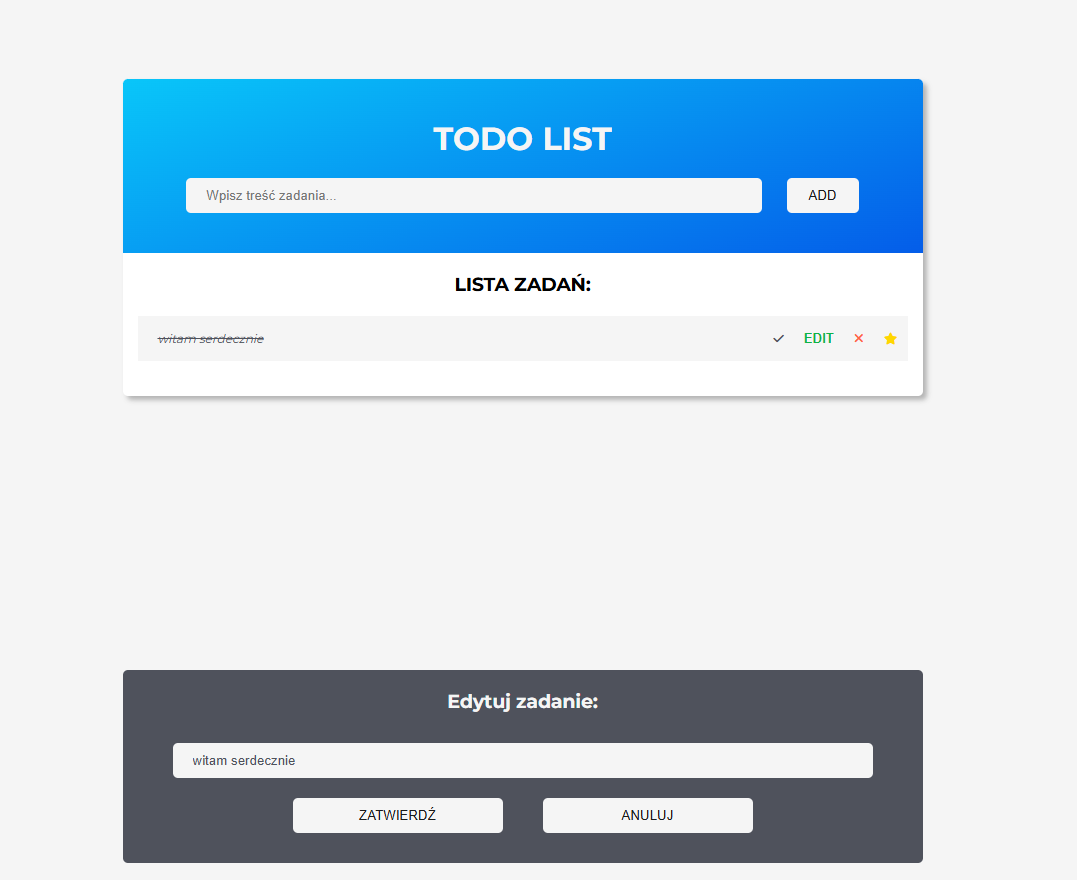 TODO LIST
Wpisz treść zadania...
ADD
LISTA ZADAŃ:
witam serdecznie
EDIT
Edytuj zadanie:
witam serdecznie
ZATWIERDŹ
ANULUJ